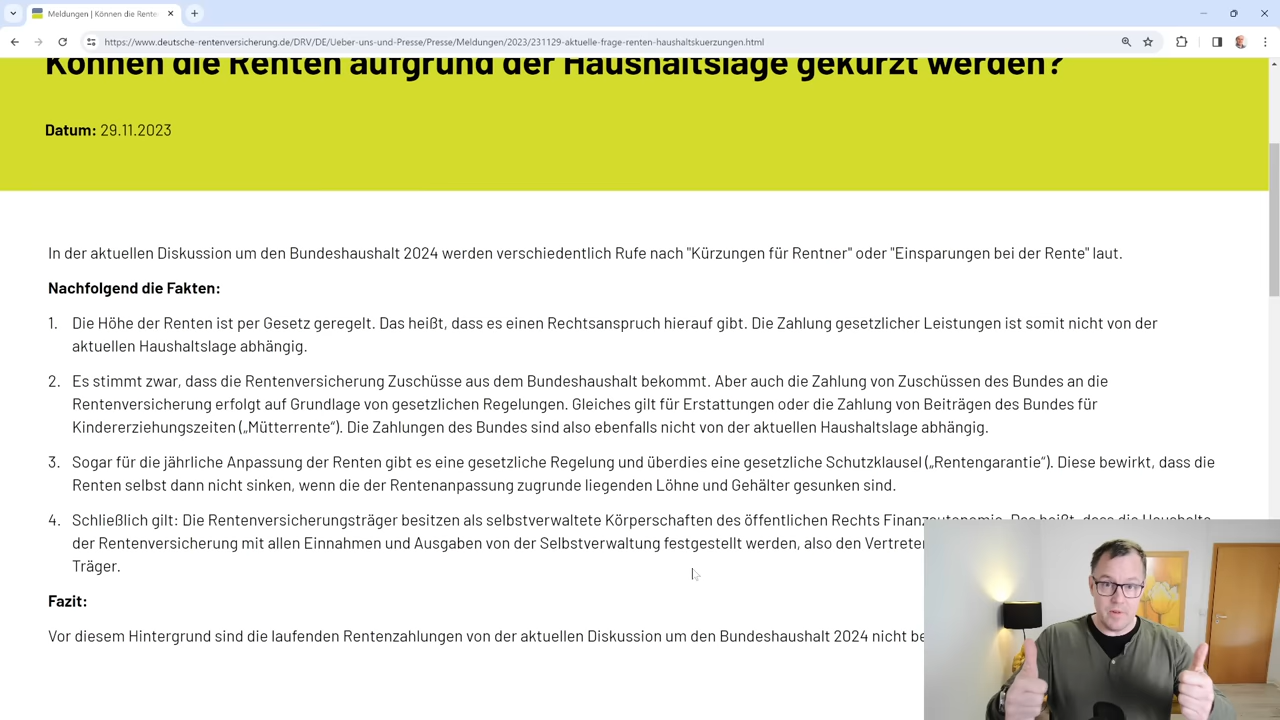 Meldungen | Können die Rente
https://www.deutsche-rentenversicherung.de/DRV/DE/Ueber-uns-und-Presse/Presse/Meldungen/2023/231129-aktuelle-frage-renten-haushaltskuerzungen.html
Können die Renten aufgrund der Haushaltslage gekürzt werden?
Datum: 29.11.2023
In der aktuellen Diskussion um den Bundeshaushalt 2024 werden verschiedentlich Rufe nach "Kürzungen für Rentner" oder "Einsparungen bei der Rente" laut.
Nachfolgend die Fakten:
1. Die Höhe der Renten ist per Gesetz geregelt. Das heißt, dass es einen Rechtsanspruch hierauf gibt. Die Zahlung gesetzlicher Leistungen ist somit nicht von der
aktuellen Haushaltslage abhängig.
2. Es stimmt zwar, dass die Rentenversicherung Zuschüsse aus dem Bundeshaushalt bekommt. Aber auch die Zahlung von Zuschüssen des Bundes an die
Rentenversicherung erfolgt auf Grundlage von gesetzlichen Regelungen. Gleiches gilt für Erstattungen oder die Zahlung von Beiträgen des Bundes für
Kindererziehungszeiten („Mütterrente“). Die Zahlungen des Bundes sind also ebenfalls nicht von der aktuellen Haushaltslage abhängig.
3. Sogar für die jährliche Anpassung der Renten gibt es eine gesetzliche Regelung und überdies eine gesetzliche Schutzklausel („Rentengarantie“). Diese bewirkt, dass die
Renten selbst dann nicht sinken, wenn die der Rentenanpassung zugrunde liegenden Löhne und Gehälter gesunken sind.
4. Schließlich gilt: Die Rentenversicherungsträger besitzen als selbstverwaltete Körperschaften des öffentlichen Rechts Finanzautonomie. Das heißt, dass die Haushalte
der Rentenversicherung mit allen Einnahmen und Ausgaben von der Selbstverwaltung festgestellt werden, also den Vertreter
Träger.
Fazit:
Vor diesem Hintergrund sind die laufenden Rentenzahlungen von der aktuellen Diskussion um den Bundeshaushalt 2024 nicht be